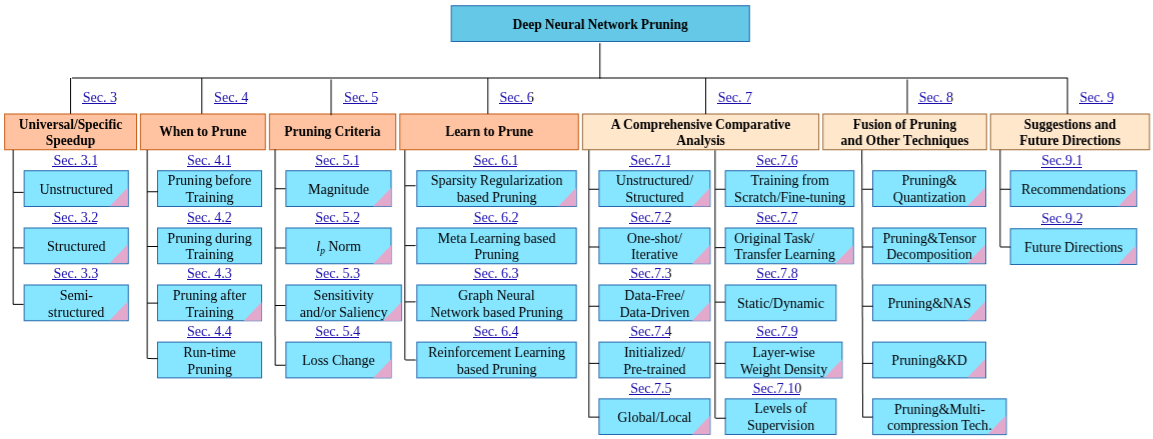 Deep Neural Network Pruning
Sec. 3
Sec. 4
Sec. 5
Sec. 6
Sec. 7
Sec. 8
Sec. 9
Universal/Specific
Speedup
When to Prune
Pruning Criteria
Learn to Prune
A Comprehensive Comparative
Analysis
Fusion of Pruning
and Other Techniques
Suggestions and
Future Directions
Sec. 3.1
Unstructured
Sec. 3.2
Structured
Sec. 3.3
Semi-
structured
Sec. 4.1
Pruning before
Training
Sec. 4.2
Pruning during
Training
Sec. 4.3
Pruning after
Training
Sec. 4.4
Run-time
Pruning
Sec. 5.1
Magnitude
Sec. 5.2
lp Norm
Sec. 5.3
Sensitivity
and/or Saliency
Sec. 5.4
Loss Change
Sec. 6.1
Sparsity Regularization
based Pruning
Sec. 6.2
Meta Learning based
Pruning
Sec. 6.3
Graph Neural
Network based Pruning
Sec. 6.4
Reinforcement Learning
based Pruning
Sec.7.1
Unstructured/
Structured
Sec.7.2
One-shot/
Iterative
Sec.7.3
Data-Free/
Data-Driven
Sec.7.4
Initialized/
Pre-trained
Sec.7.5
Global/Local
Sec.7.6
Training from
Scratch/Fine-tuning
Sec.7.7
Original Task/
Transfer Learning
Sec.7.8
Static/Dynamic
Sec.7.9
Layer-wise
Weight Density
Sec.7.10
Levels of
Supervision
Pruning&
Quantization
Pruning&Tensor
Decomposition
Pruning&NAS
Pruning&KD
Pruning&Multi-
compression Tech.
Sec.9.1
Recommendations
Sec.9.2
Future Directions